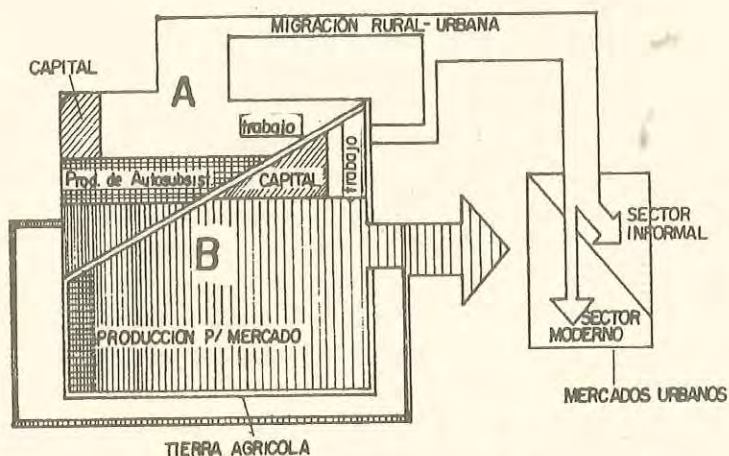 MIGRACIÓN RURAL-URBANA
CAPITAL
A
trabajo
trabajo
Prod. de Autosubsist.
CAPITAL
B
SECTOR
INFORMAL
PRODUCCION P/ MERCADO
SECTOR
MODERNO
MERCADOS URBANOS
TIERRA AGRICOLA